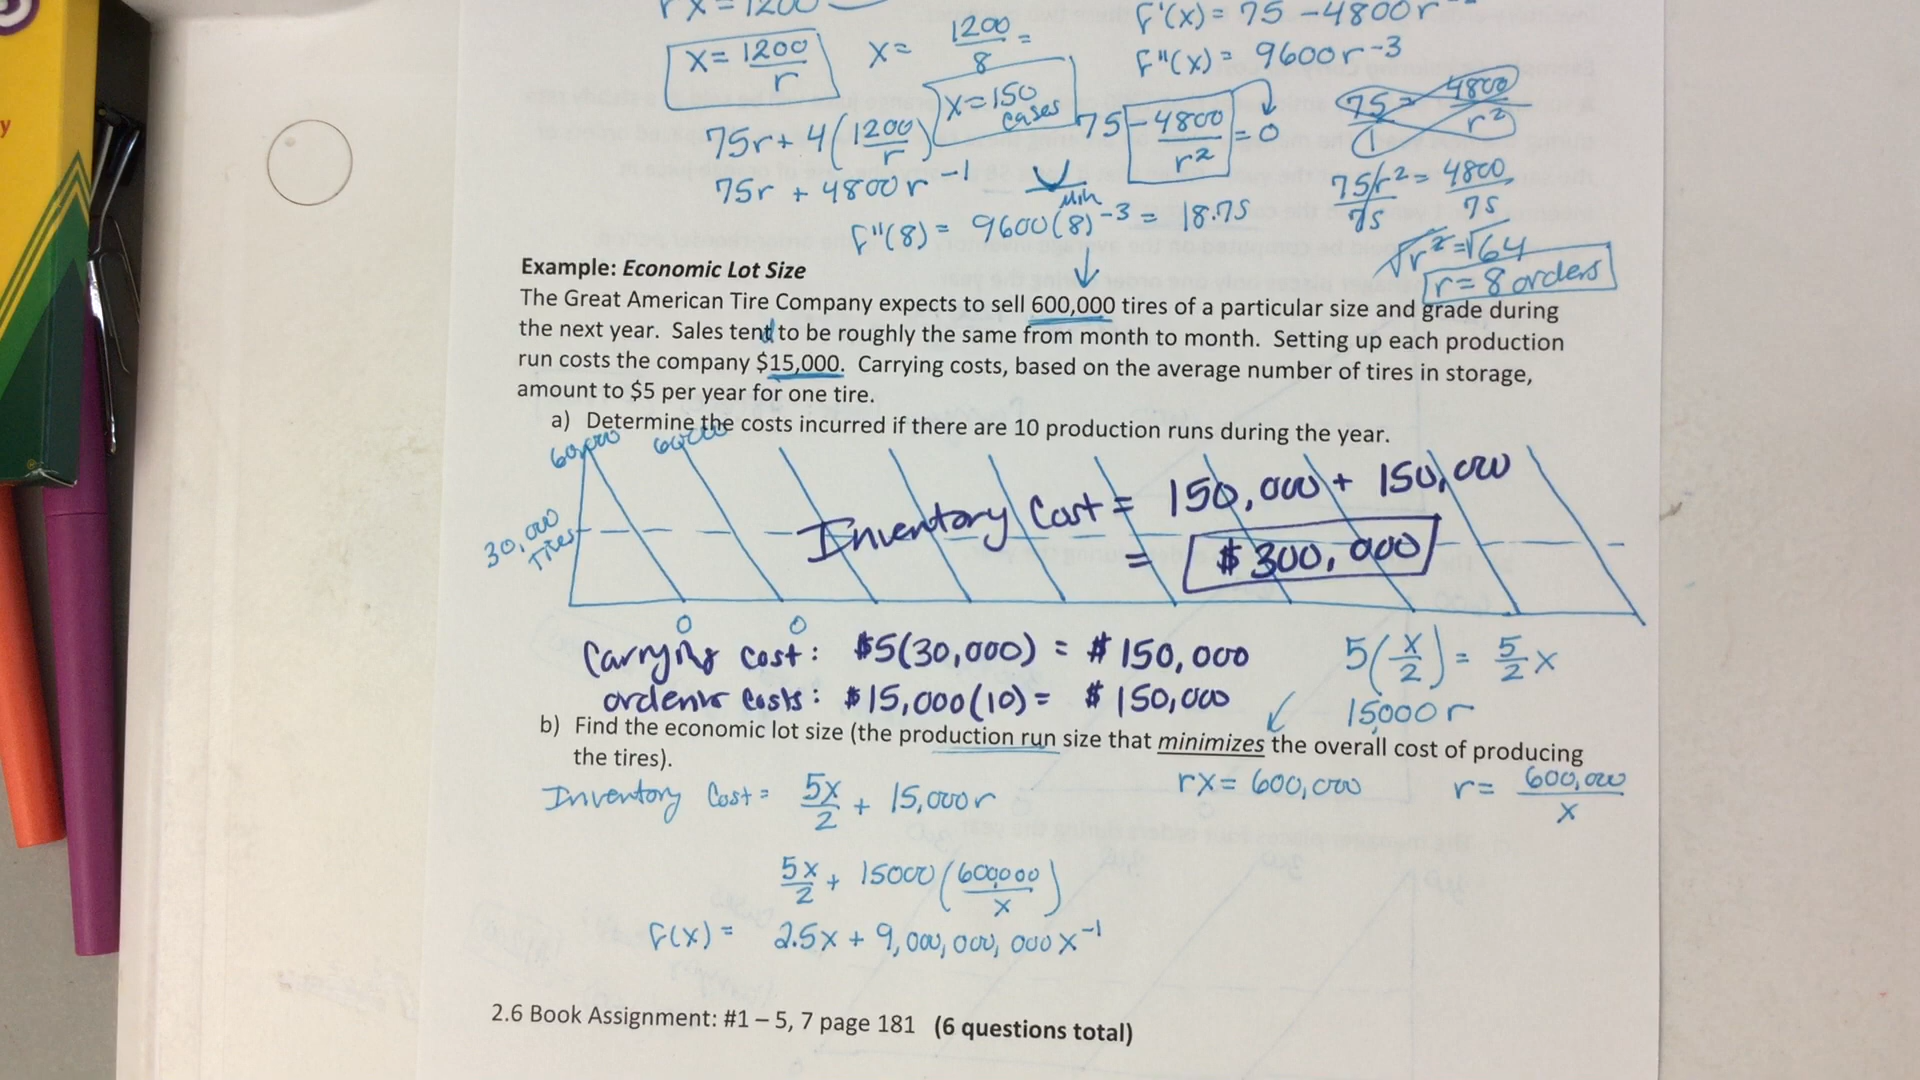 rx = 1200
F'(x) = 75 - 4800r
x = 1200/r
x = 1200/8 =
F"(x) = 9600r^-3
x = 150 cases
75r + 4(1200/r)
75 - 4800/r² = 0
75/1 = 4800/r²
75r + 4800r^-1
Min
75r²/75 = 4800/75
F"(8) = 9600(8)^-3 = 18.75
√r² = √64
r = 8 orders
Example: Economic Lot Size
The Great American Tire Company expects to sell 600,000 tires of a particular size and grade during
the next year. Sales tend to be roughly the same from month to month. Setting up each production
run costs the company $15,000. Carrying costs, based on the average number of tires in storage,
amount to $5 per year for one tire.
a) Determine the costs incurred if there are 10 production runs during the year.
60,000 60,000
30,000 Tires
Inventory Cost = 150,000 + 150,000
= $300,000
0 0
Carrying cost: $5(30,000) = $150,000
5(x/2) = 5/2 x
costs: $15,000(10) = $150,000
15,000r
b) Find the economic lot size (the production run size that minimizes the overall cost of producing
the tires).
Inventory Cost = 5x/2 + 15,000r
rx = 600,000
r = 600,000/x
5x/2 + 15000(600,000/x)
F(x) = 2.5x + 9,000,000,000x^-1
2.6 Book Assignment: #1 – 5, 7 page 181 (6 questions total)
y